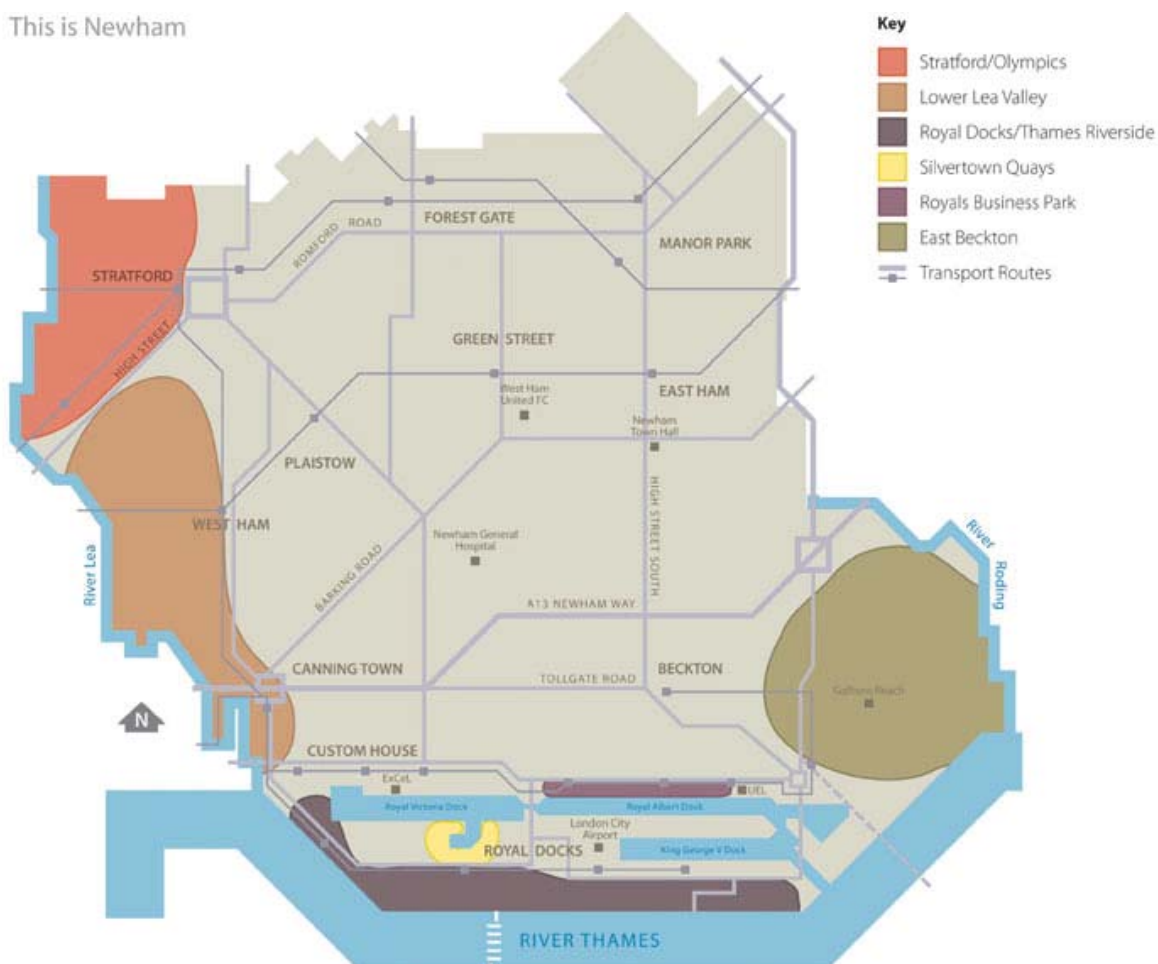 This is Newham
Key
Stratford/Olympics
Lower Lea Valley
Royal Docks/Thames Riverside
Silvertown Quays
Royals Business Park
East Beckton
Transport Routes
FOREST GATE
ROMFORD ROAD
MANOR PARK
STRATFORD
HIGH STREET
GREEN STREET
West Ham
United FC
EAST HAM
Newham
Town Hall
PLAISTOW
WEST HAM
HIGH STREET SOUTH
River Roding
River Lea
Newham General
Hospital
BARKING ROAD
A13 NEWHAM WAY
CANNING TOWN
TOLLGATE ROAD
BECKTON
Gallions Reach
N
CUSTOM HOUSE
ExCeL
UEL
Royal Victoria Dock
Royal Albert Dock
London City
Airport
ROYAL DOCKS
King George V Dock
RIVER THAMES